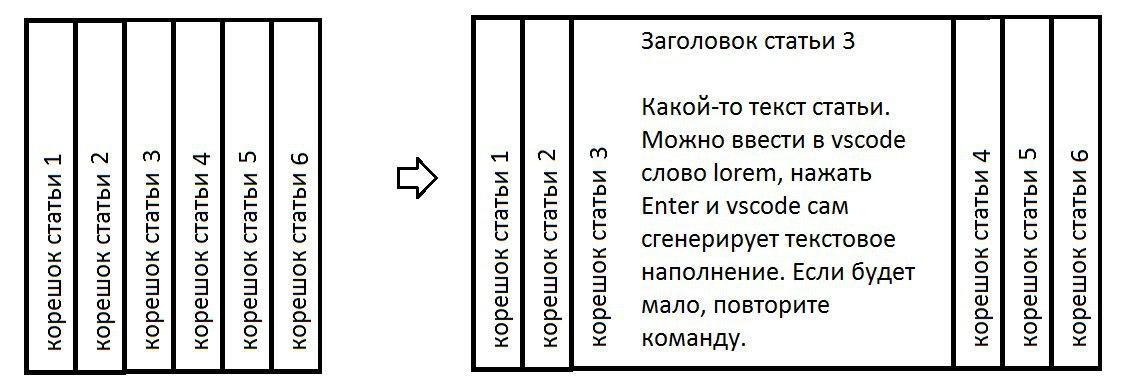 корешок статьи 1
корешок статьи 2
корешок статьи 3
корешок статьи 4
корешок статьи 5
корешок статьи 6
корешок статьи 1
корешок статьи 2
корешок статьи 3
Заголовок статьи 3
Какой-то текст статьи.
Можно ввести в vscode
слово lorem, нажать
Enter и vscode сам
сгенерирует текстовое
наполнение. Если будет
мало, повторите
команду.
корешок статьи 4
корешок статьи 5
корешок статьи 6